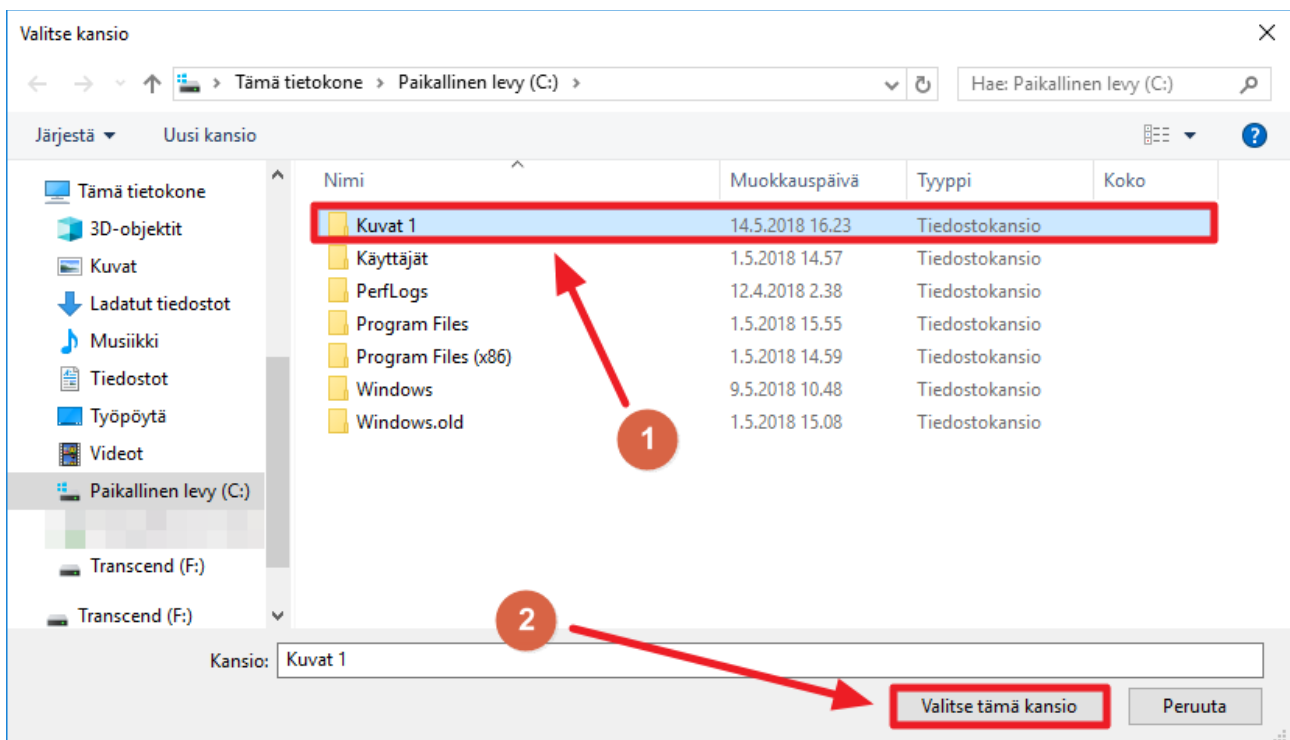 Valitse kansio
Tämä tietokone > Paikallinen levy (C:) >
Hae: Paikallinen levy (C:)
Järjestä
Uusi kansio
?
Tämä tietokone
3D-objektit
Kuvat
Ladatut tiedostot
Musiikki
Tiedostot
Työpöytä
Videot
Paikallinen levy (C:)
Transcend (F:)
Transcend (F:)
Nimi Muokkauspäivä Tyyppi Koko
Kuvat 1 14.5.2018 16.23 Tiedostokansio
Käyttäjät 1.5.2018 14.57 Tiedostokansio
PerfLogs 12.4.2018 2.38 Tiedostokansio
Program Files 1.5.2018 15.55 Tiedostokansio
Program Files (x86) 1.5.2018 14.59 Tiedostokansio
Windows 9.5.2018 10.48 Tiedostokansio
Windows.old 1.5.2018 15.08 Tiedostokansio
1
2
Kansio: Kuvat 1
Valitse tämä kansio
Peruuta